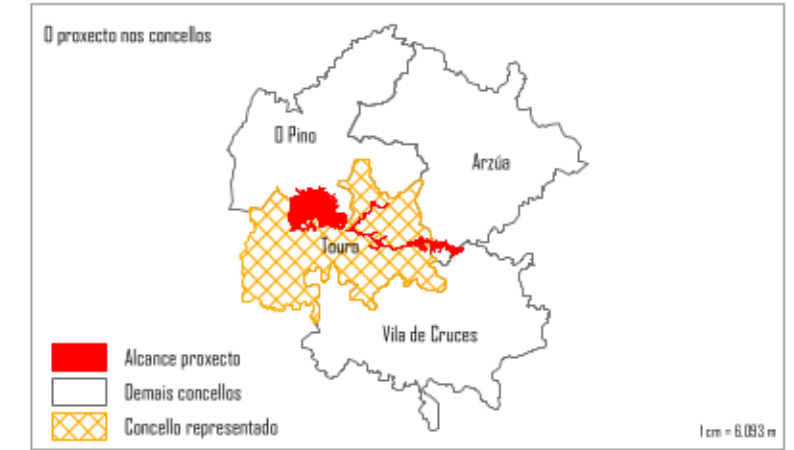 O proxecto nos concellos
O Pino
Arzúa
Touro
Vila de Cruces
Alcance proxecto
Demais concellos
Concello representado
1 cm = 6.093 m